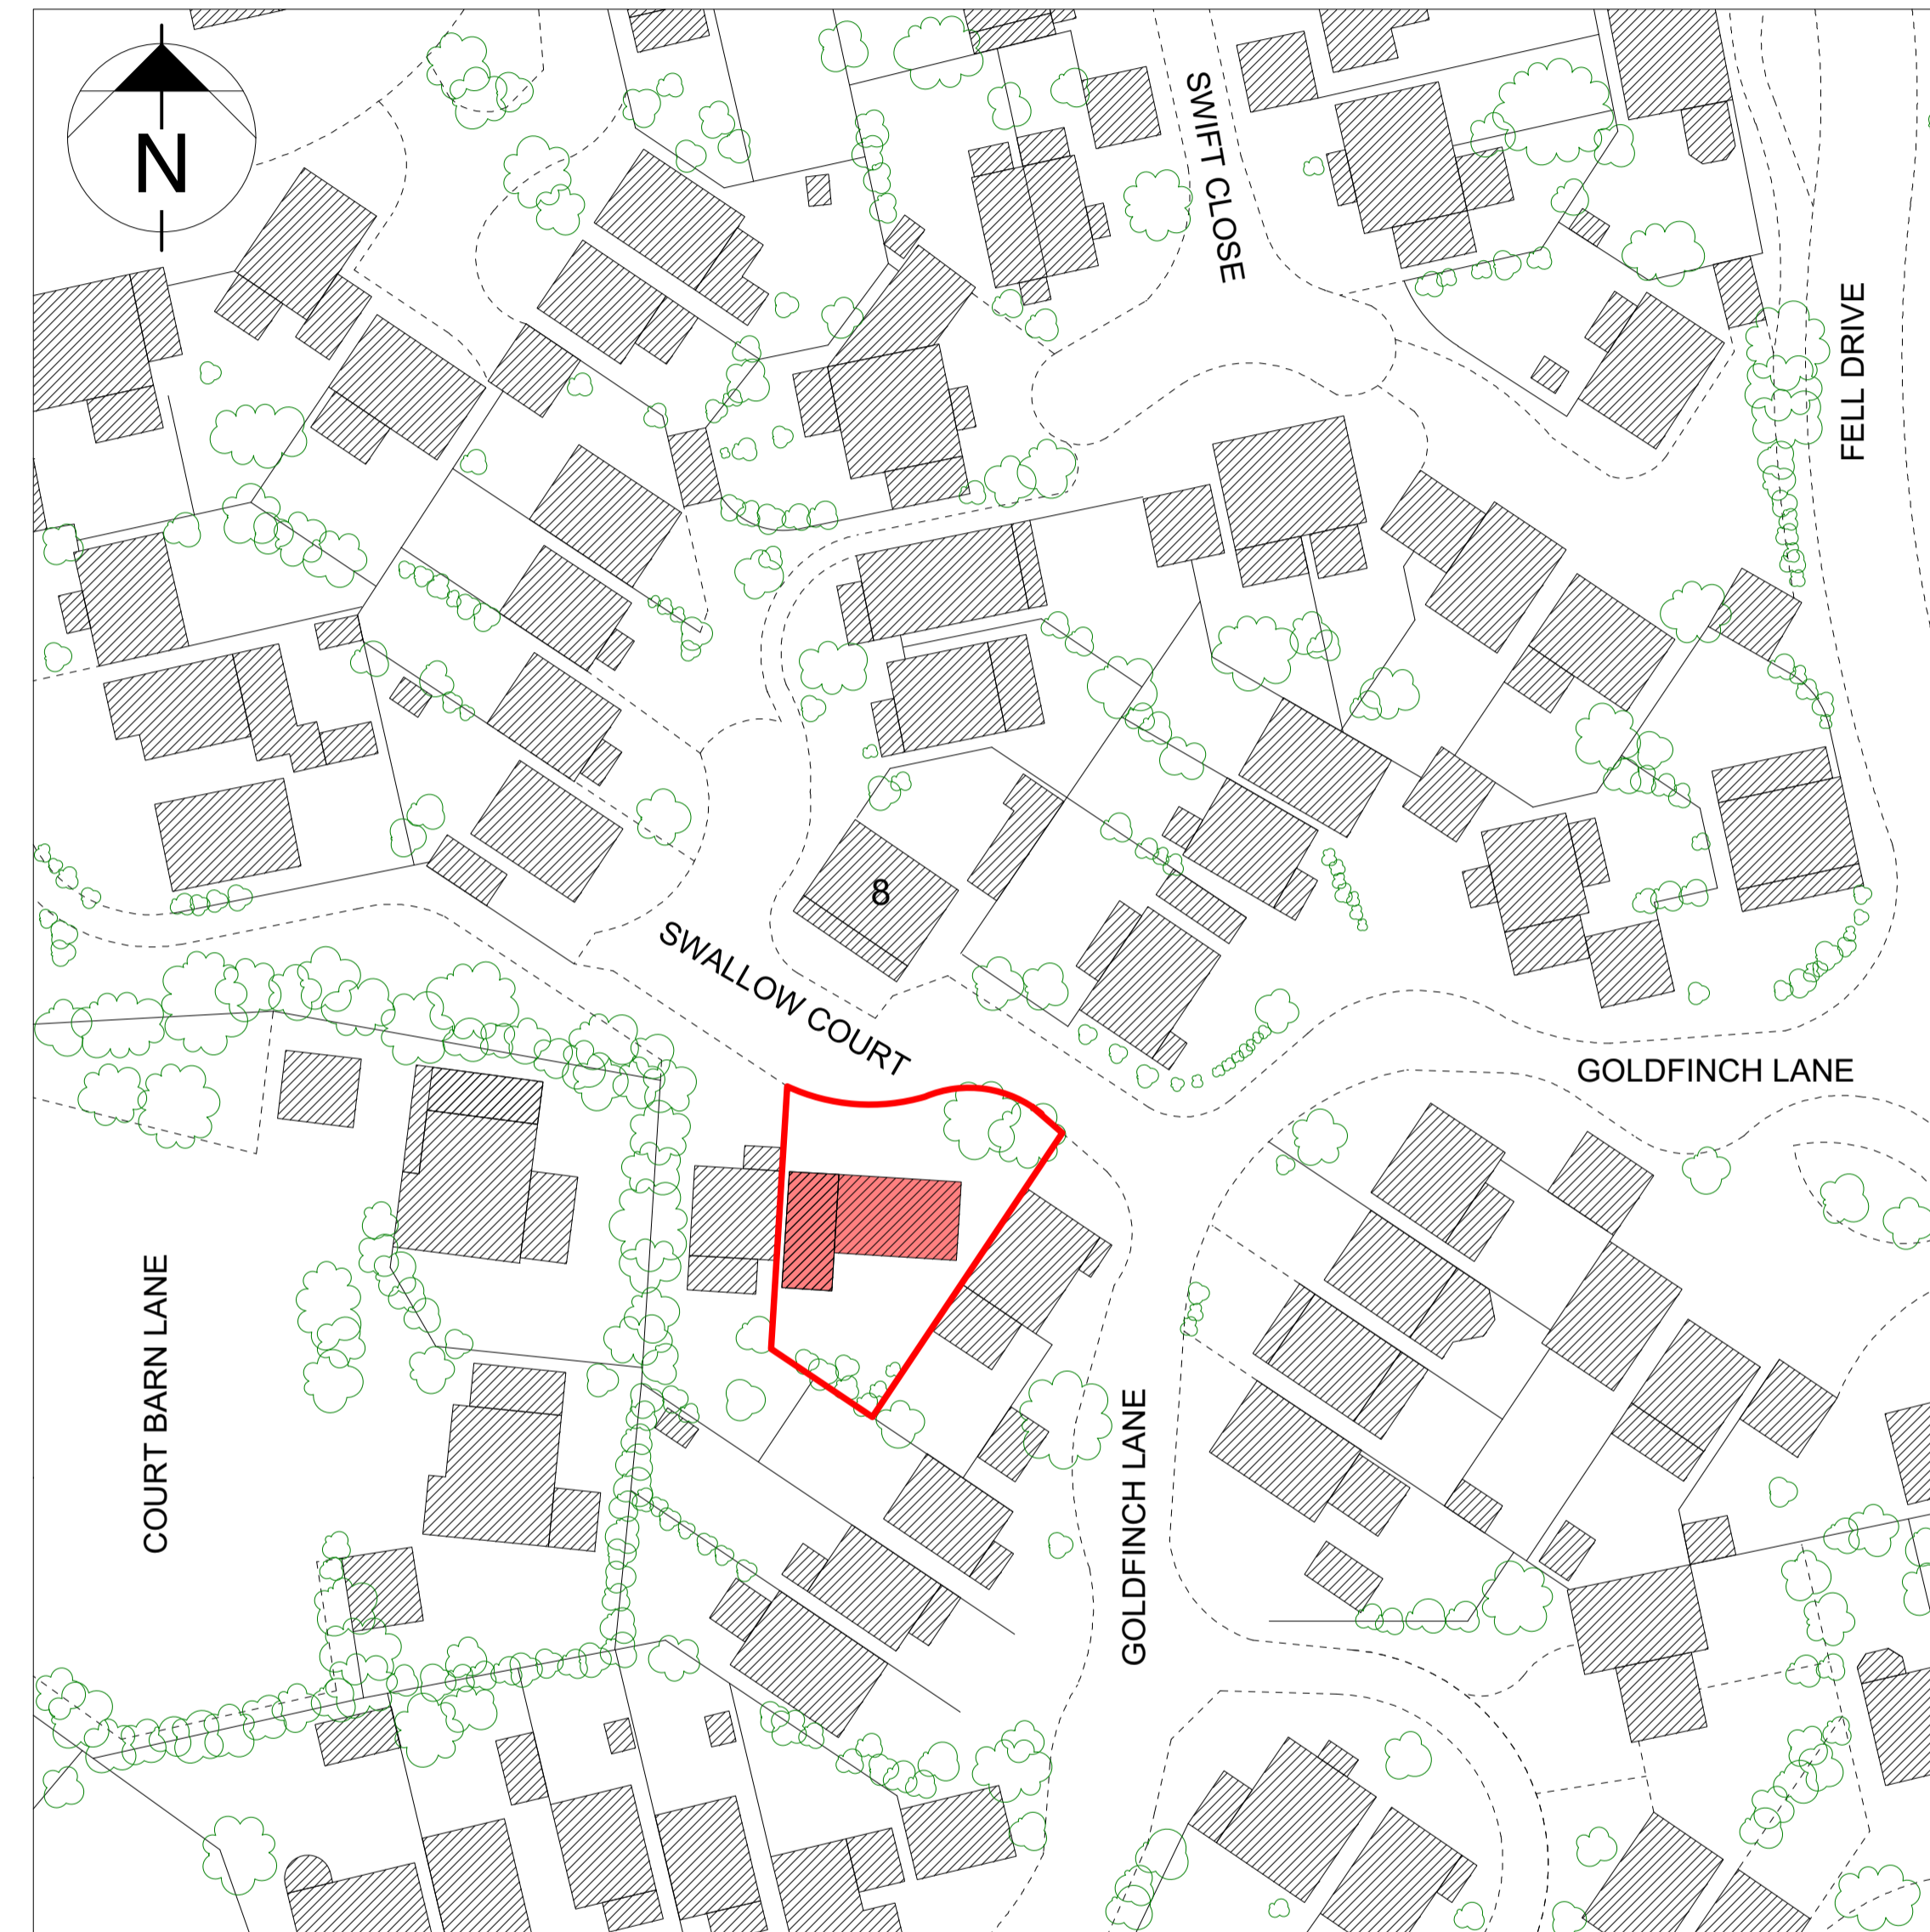 N
SWIFT CLOSE
FELL DRIVE
8
SWALLOW COURT
GOLDFINCH LANE
COURT BARN LANE
GOLDFINCH LANE